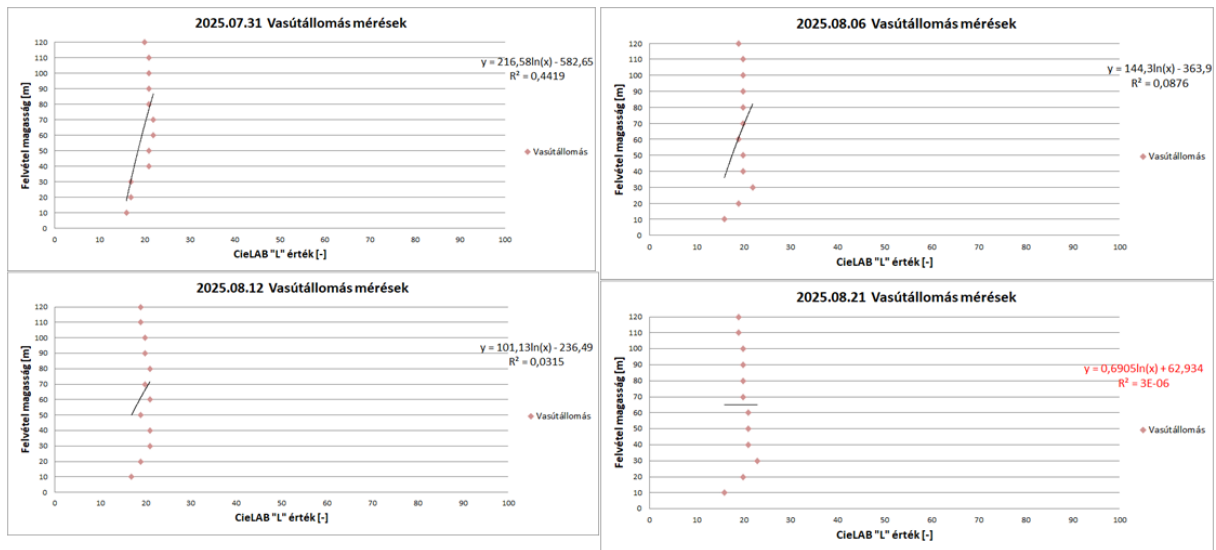 2025.07.31 Vasútállomás mérések
Felvétel magasság [m]
120
110
100
90
80
70
60
50
40
30
20
10
0
y = 216,58ln(x) - 582,65
R² = 0,4419
Vasútállomás
0 10 20 30 40 50 60 70 80 90 100
CieLAB "L" érték [-]
2025.08.06 Vasútállomás mérések
Felvétel magasság [m]
120
110
100
90
80
70
60
50
40
30
20
10
0
y = 144,3ln(x) - 363,9
R² = 0,0876
Vasútállomás
0 10 20 30 40 50 60 70 80 90 100
CieLAB "L" érték [-]
2025.08.12 Vasútállomás mérések
Felvétel magasság [m]
120
110
100
90
80
70
60
50
40
30
20
10
0
y = 101,13ln(x) - 236,49
R² = 0,0315
Vasútállomás
0 10 20 30 40 50 60 70 80 90 100
CieLAB "L" érték [-]
2025.08.21 Vasútállomás mérések
Felvétel magasság [m]
120
110
100
90
80
70
60
50
40
30
20
10
0
y = 0,6905ln(x) + 62,934
R² = 3E-06
Vasútállomás
0 10 20 30 40 50 60 70 80 90 100
CieLAB "L" érték [-]